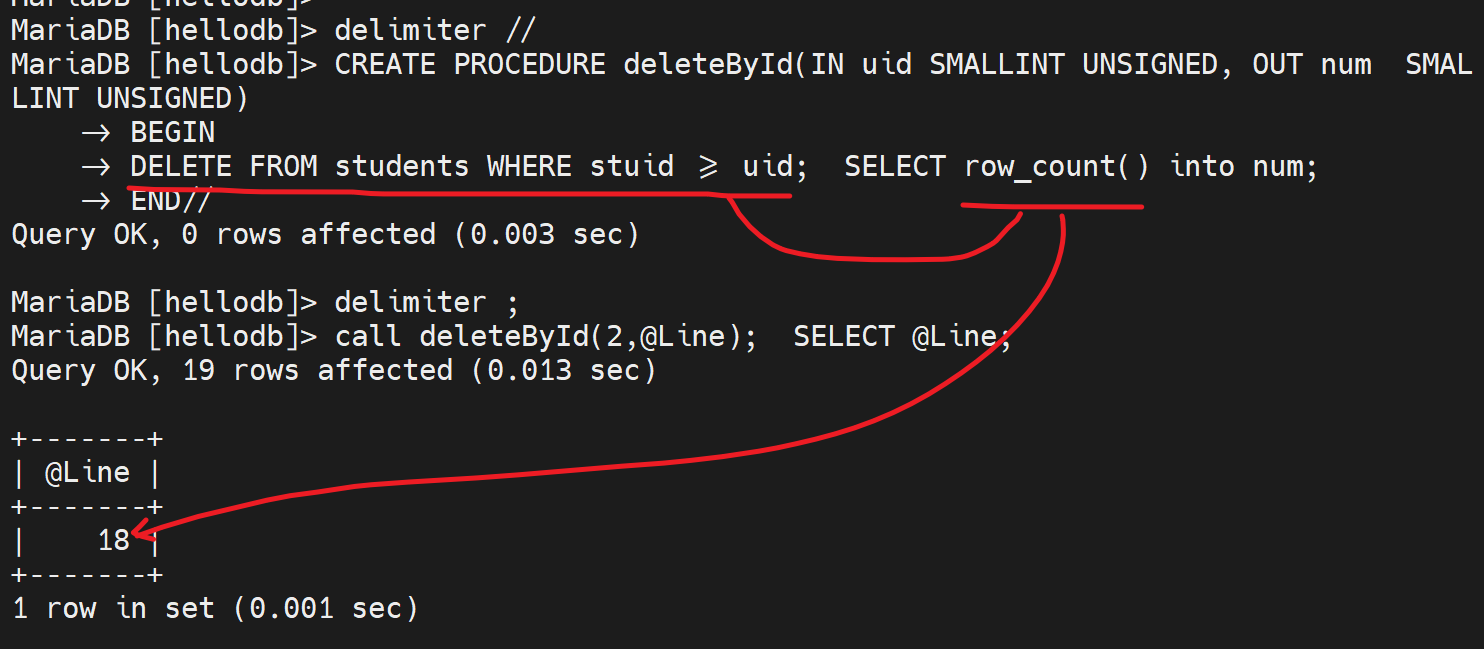 MariaDB [hellodb]>
MariaDB [hellodb]> delimiter //
MariaDB [hellodb]> CREATE PROCEDURE deleteById(IN uid SMALLINT UNSIGNED, OUT num  SMAL
LINT UNSIGNED)
    -> BEGIN
    -> DELETE FROM students WHERE stuid >= uid;  SELECT row_count() into num;
    -> END//
Query OK, 0 rows affected (0.003 sec)
MariaDB [hellodb]> delimiter ;
MariaDB [hellodb]> call deleteById(2,@Line);  SELECT @Line;
Query OK, 19 rows affected (0.013 sec)
+-------+
| @Line |
+-------+
|    18 |
+-------+
1 row in set (0.001 sec)